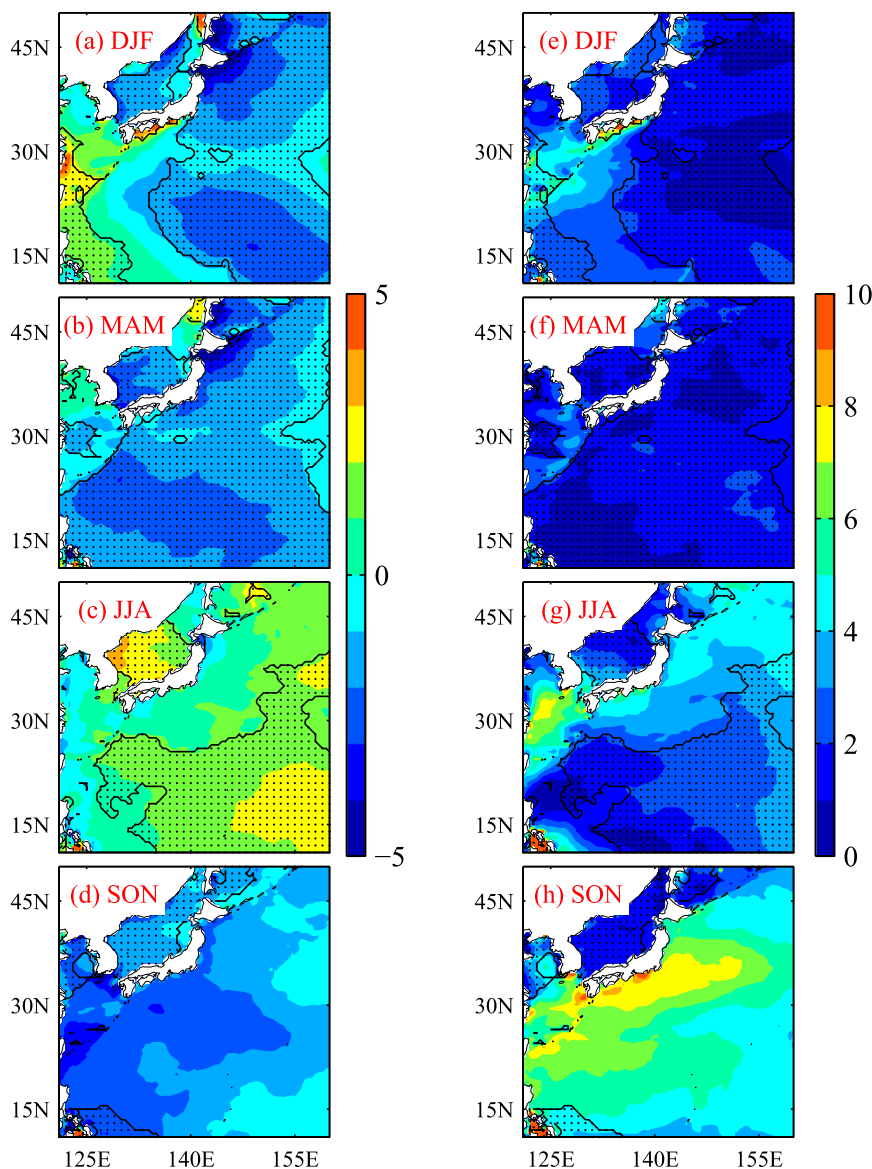 45N (a) DJF (e) DJF
30N
15N
5 10
45N (b) MAM (f) MAM
8
30N
15N 6
0
45N (c) JJA (g) JJA 4
30N 2
15N
−5 0
45N (d) SON (h) SON
30N
15N
125E 140E 155E 125E 140E 155E